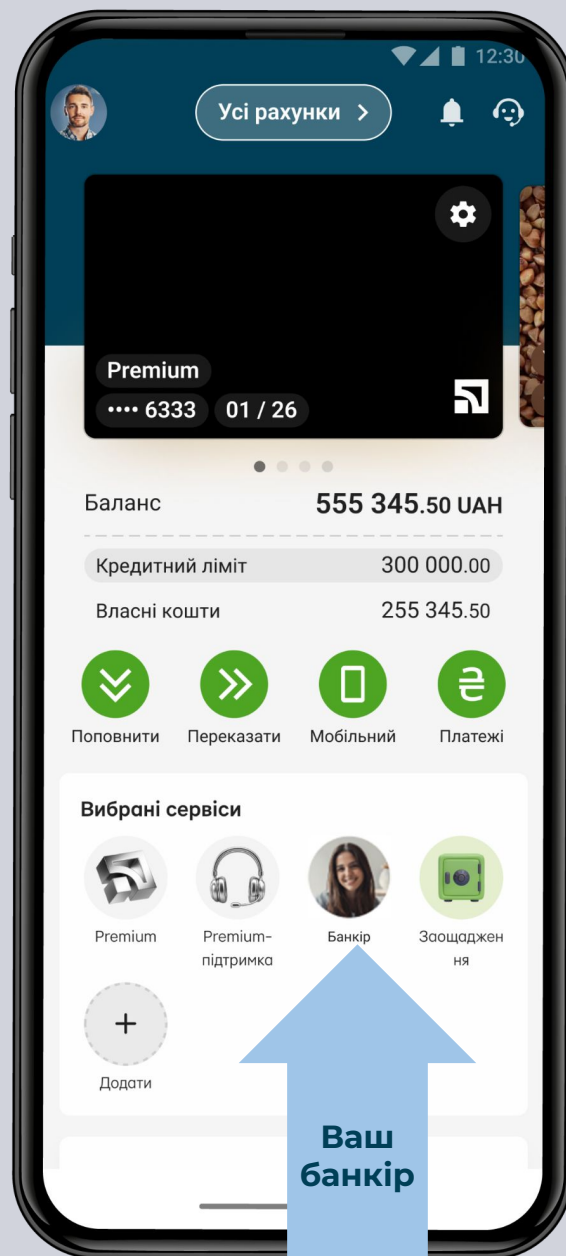 12:30
Усі рахунки >
Premium
•••• 6333 01 / 26
Баланс 555 345.50 UAH
Кредитний ліміт 300 000.00
Власні кошти 255 345.50
Поповнити Переказати Мобільний Платежі
Вибрані сервіси
Premium Premium- Банкір Заощаджен
підтримка ня
Додати
Ваш
банкір